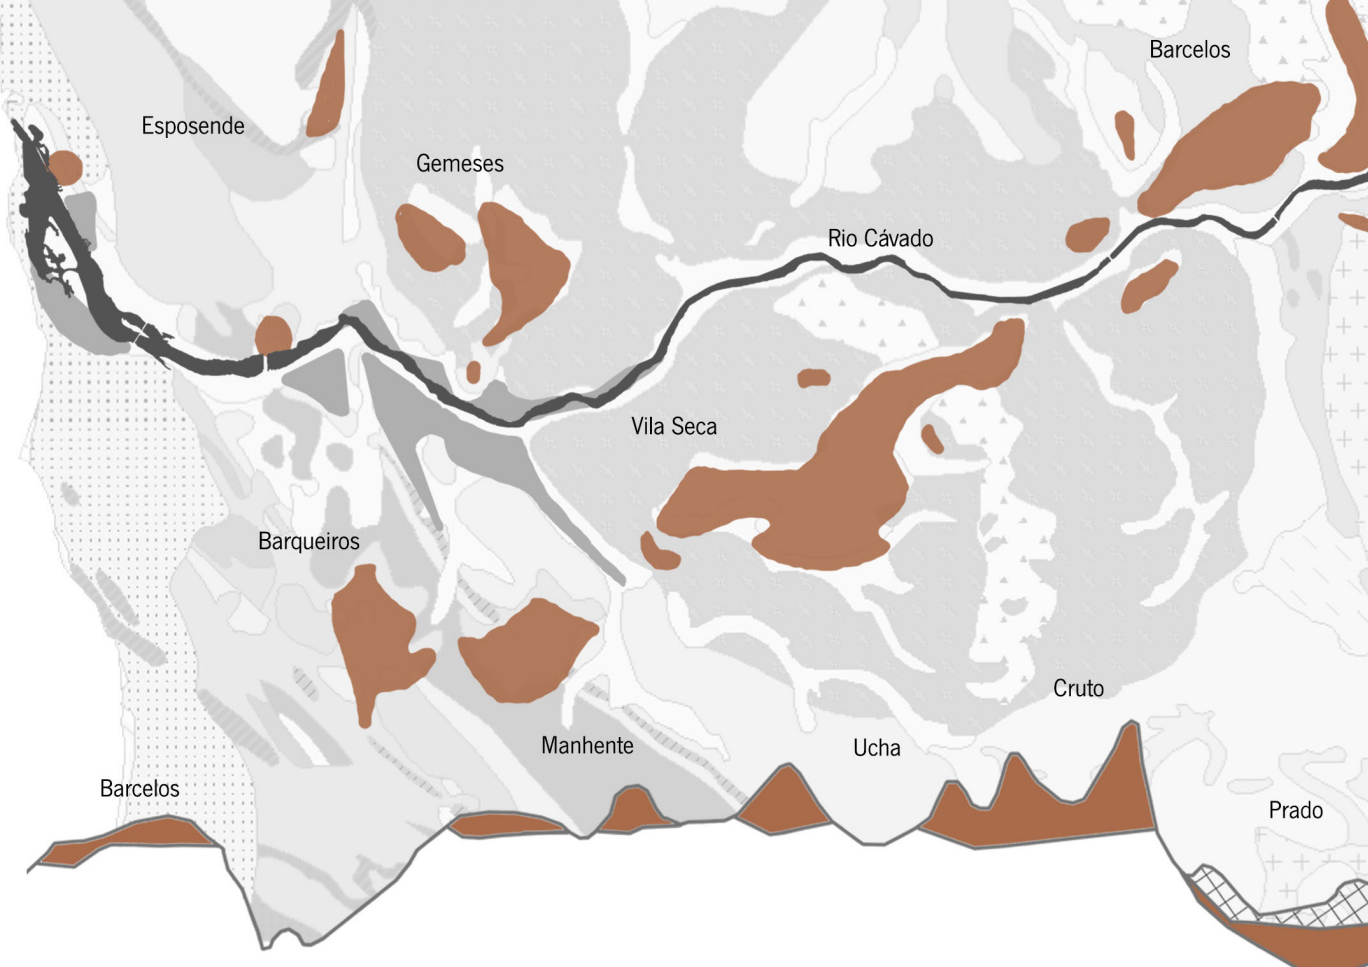 Barcelos
Esposende
Gemeses
Rio Cávado
Vila Seca
Barqueiros
Cruto
Manhente
Ucha
Barcelos
Prado